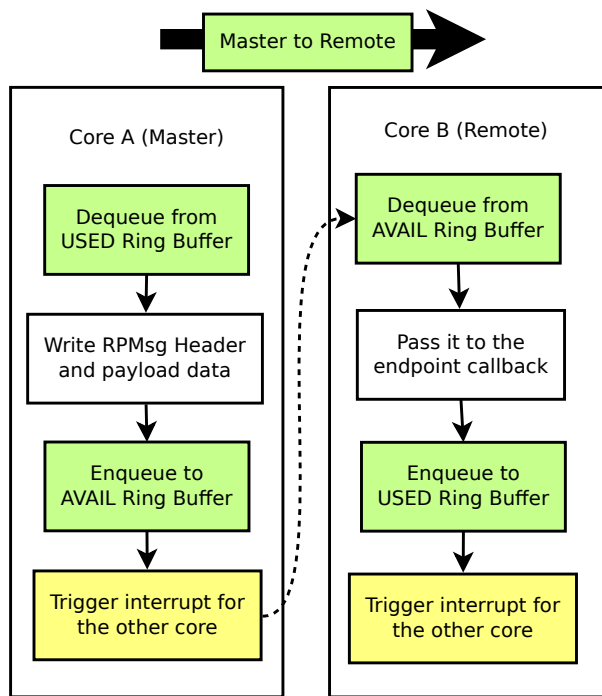 Master to Remote
Core A (Master)
Dequeue from
USED Ring Buffer
Write RPMsg Header
and payload data
Enqueue to
AVAIL Ring Buffer
Trigger interrupt for
the other core
Core B (Remote)
Dequeue from
AVAIL Ring Buffer
Pass it to the
endpoint callback
Enqueue to
USED Ring Buffer
Trigger interrupt for
the other core